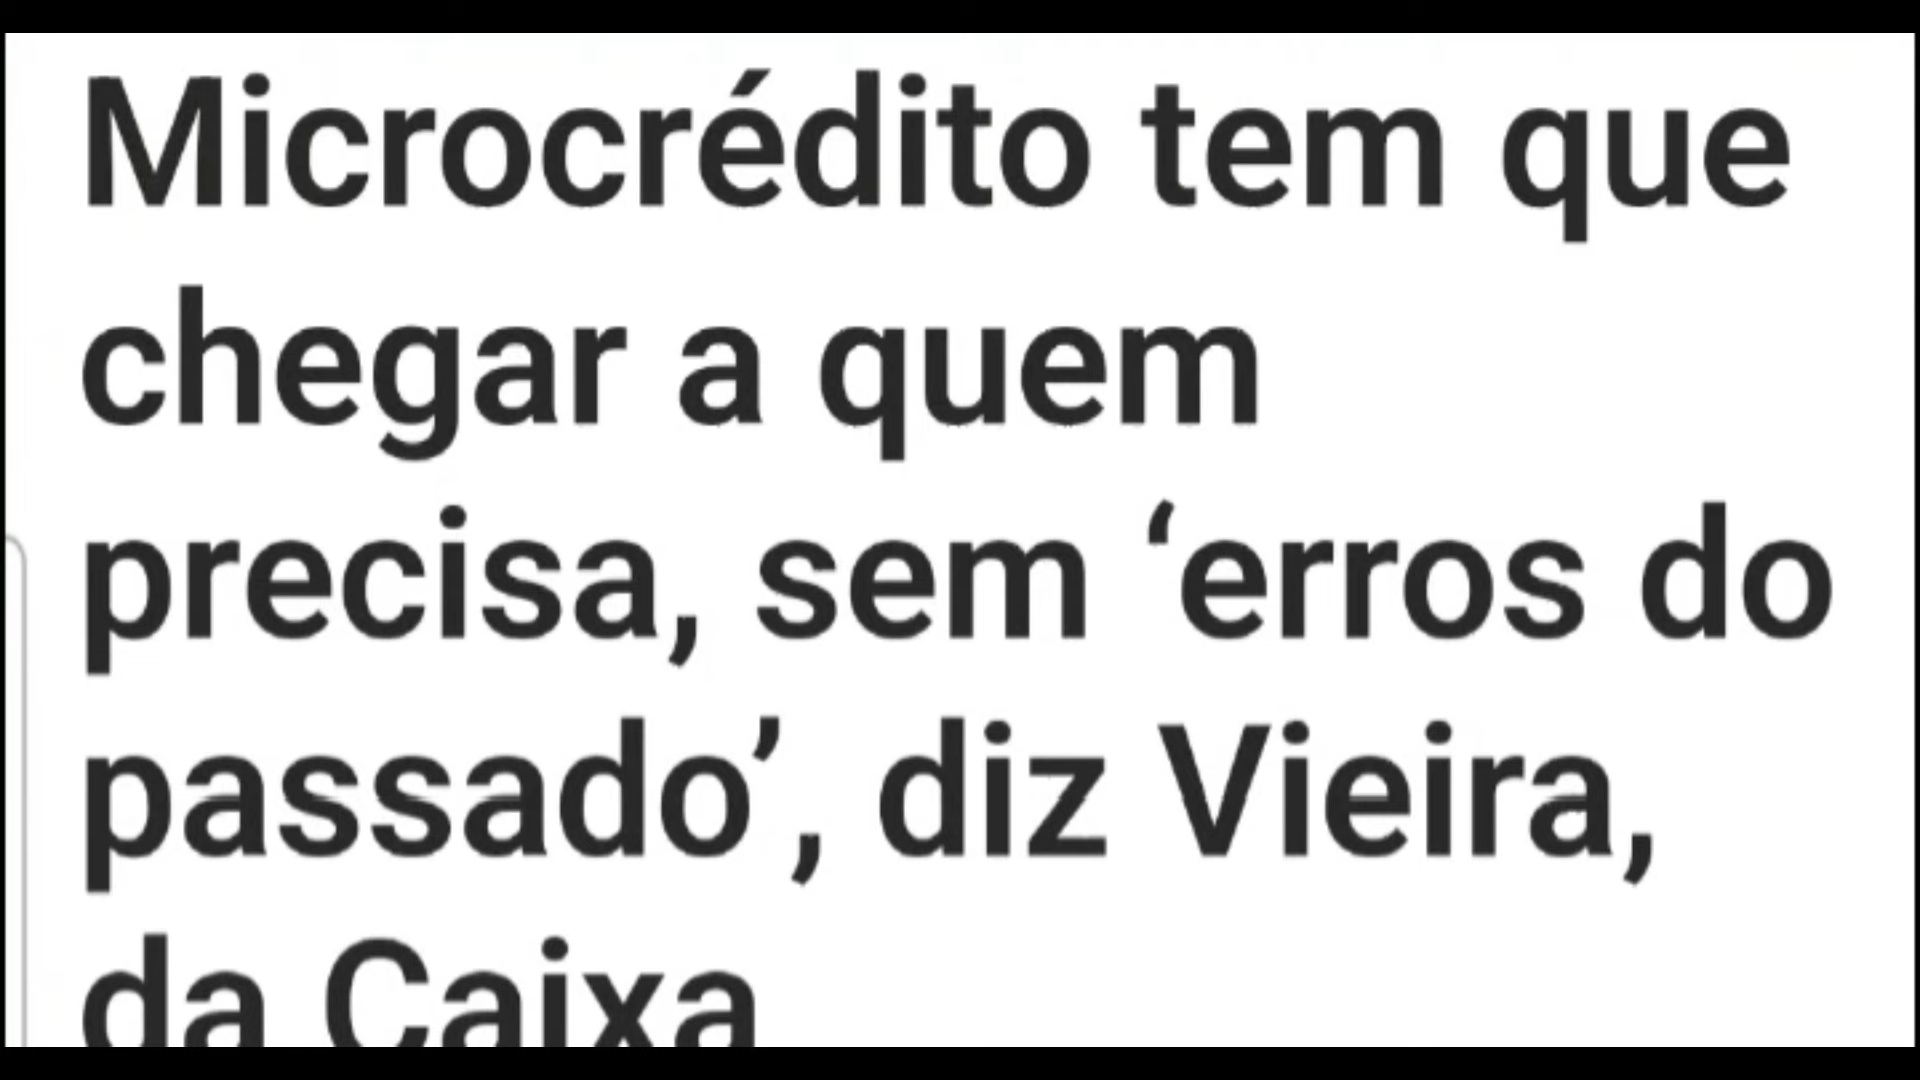 Microcrédito tem que
chegar a quem
precisa, sem ‘erros do
passado’, diz Vieira,
da Caixa